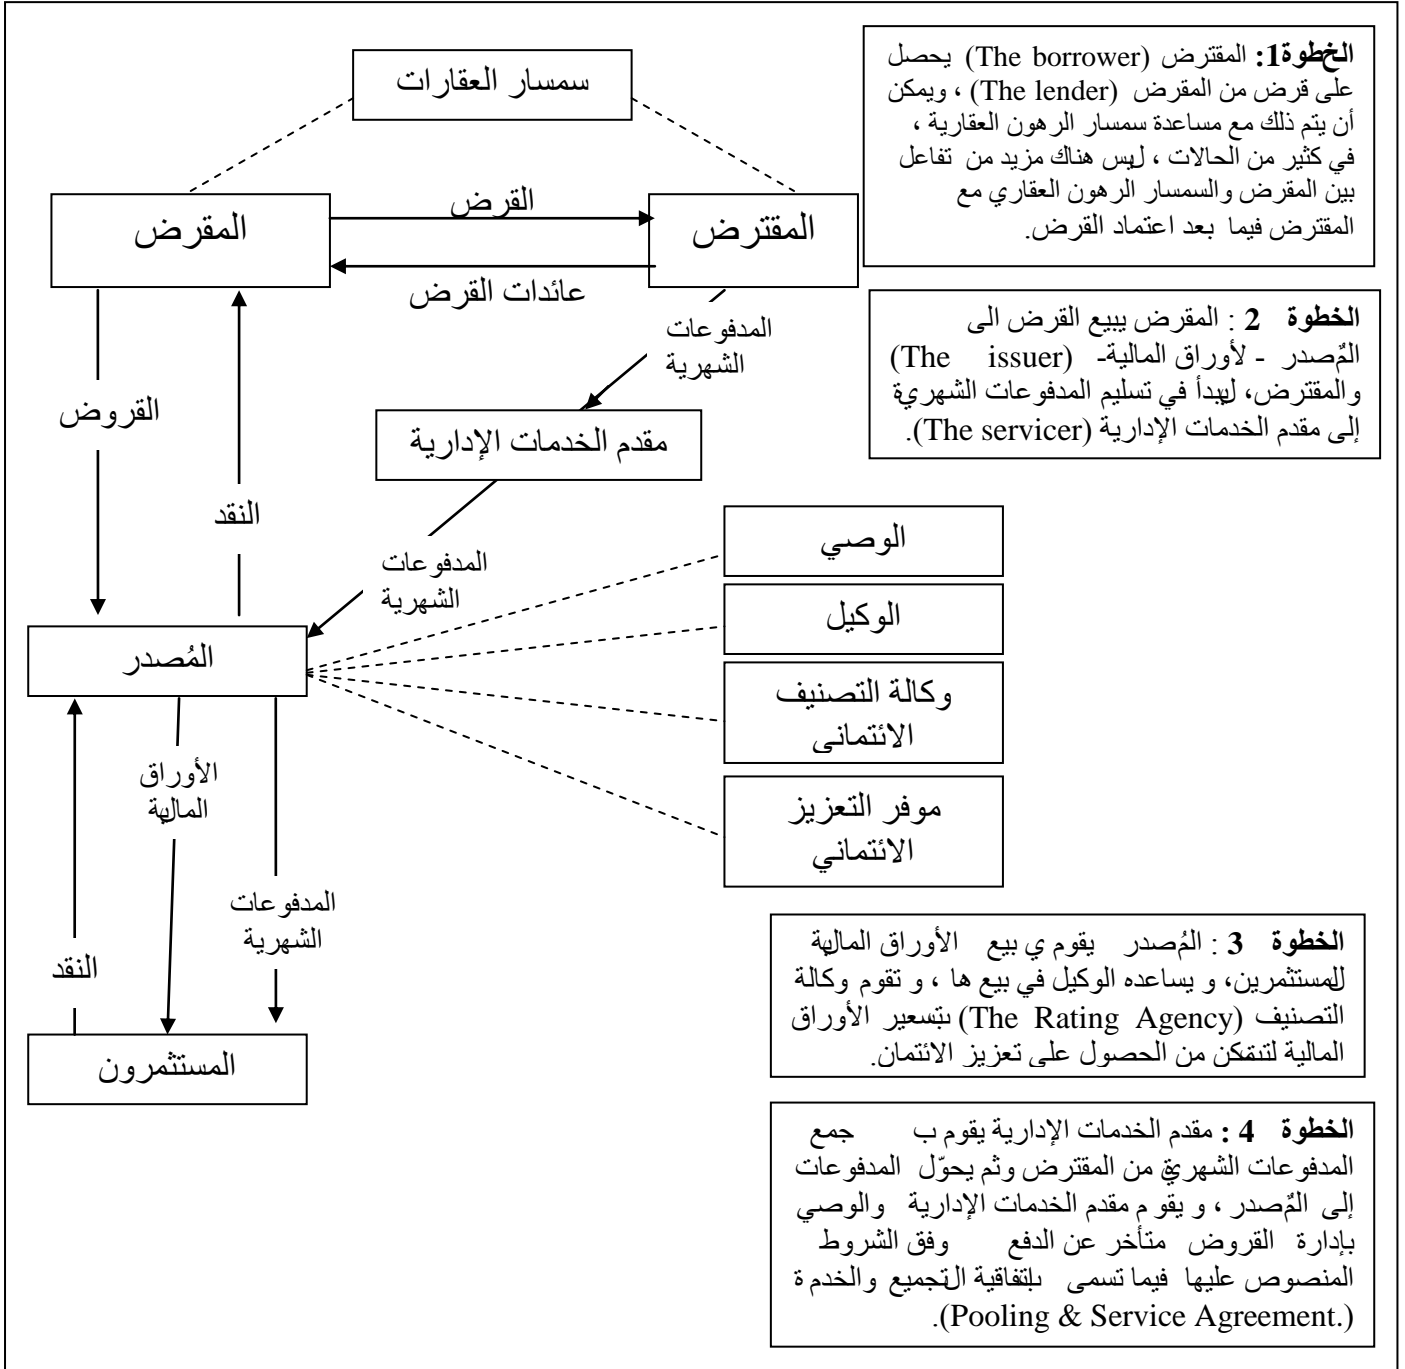 سمسار العقارات
الخطوة1: المقترض (The borrower) يحصل
على قرض من المقرض (The lender) ، ويمكن
أن يتم ذلك مع مساعدة سمسار الرهون العقارية ،
في كثير من الحالات ، ليس هناك مزيد من تفاعل
بين المقرض والسمسار الرهون العقاري مع
المقترض فيما بعد اعتماد القرض.
المقترض
القرض
المقرض
عائدات القرض
الخطوة 2 : المقرض يبيع القرض الى
المُصدر - لأوراق المالية- (The issuer)
والمقترض، ليبدأ في تسليم المدفوعات الشهرية
إلى مقدم الخدمات الإدارية (The servicer).
المدفوعات
الشهرية
القروض
النقد
مقدم الخدمات الإدارية
المدفوعات
الشهرية
الوصي
الوكيل
وكالة التصنيف
الائتماني
موفر التعزيز
الائتماني
المُصدر
الأوراق
المالية
المدفوعات
الشهرية
النقد
المستثمرون
الخطوة 3 : المُصدر يقوم ي بيع الأوراق المالية
للمستثمرين، و يساعده الوكيل في بيع ها ، و تقوم وكالة
التصنيف (The Rating Agency) بتسعير الأوراق
المالية لتتمكن من الحصول على تعزيز الائتمان.
الخطوة 4 : مقدم الخدمات الإدارية يقوم ب جمع
المدفوعات الشهرية من المقترض وثم يحوّل المدفوعات
إلى المُصدر ، و يقو م مقدم الخدمات الإدارية والوصي
بإدارة القروض متأخر عن الدفع وفق الشروط
المنصوص عليها فيما تسمى باتفاقية التجميع والخدم ة
(Pooling & Service Agreement.).